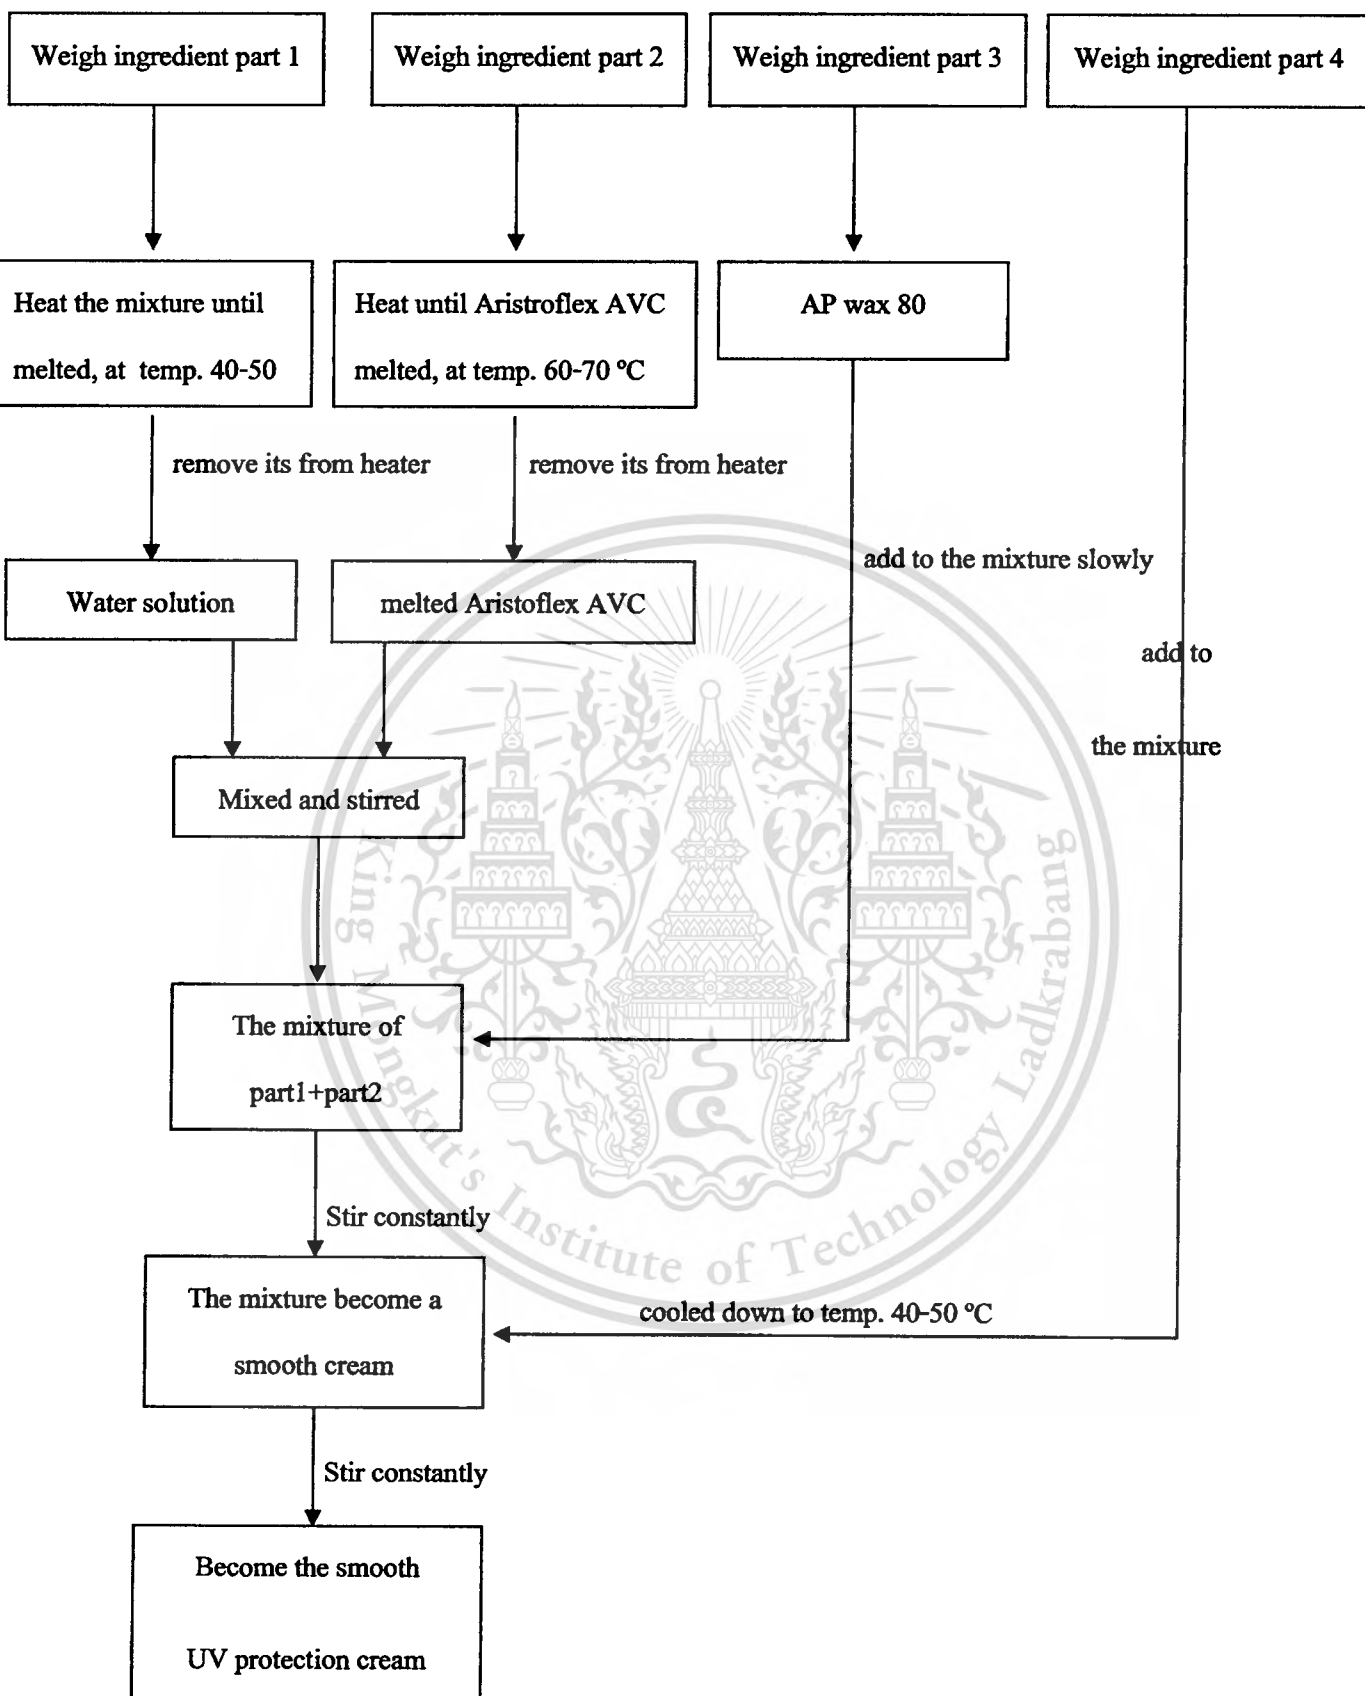 Weigh ingredient part 1
Weigh ingredient part 2
Weigh ingredient part 3
Weigh ingredient part 4
Heat the mixture until
melted, at temp. 40-50
Heat until Aristroflex AVC
melted, at temp. 60-70 ºC
AP wax 80
remove its from heater
remove its from heater
add to the mixture slowly
Water solution
melted Aristoflex AVC
add to
the mixture
Mixed and stirred
The mixture of
part1+part2
Stir constantly
The mixture become a
smooth cream
cooled down to temp. 40-50 ºC
Stir constantly
Become the smooth
UV protection cream
King Mongkut's Institute of Technology Ladkrabang